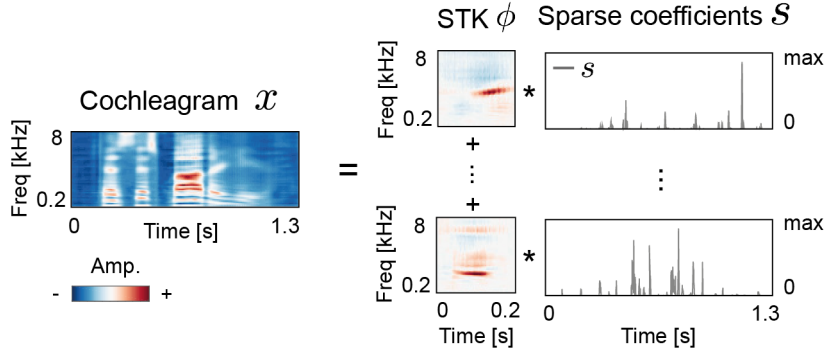 STK ϕ
Sparse coefficients s
Cochleagram x
Freq [kHz]
8
0.2
0
Time [s]
1.3
Amp.
-
+
=
Freq [kHz]
8
0.2
*
s
max
0
+
⋮
+
⋮
Freq [kHz]
8
0.2
0
0.2
Time [s]
*
max
0
0
1.3
Time [s]